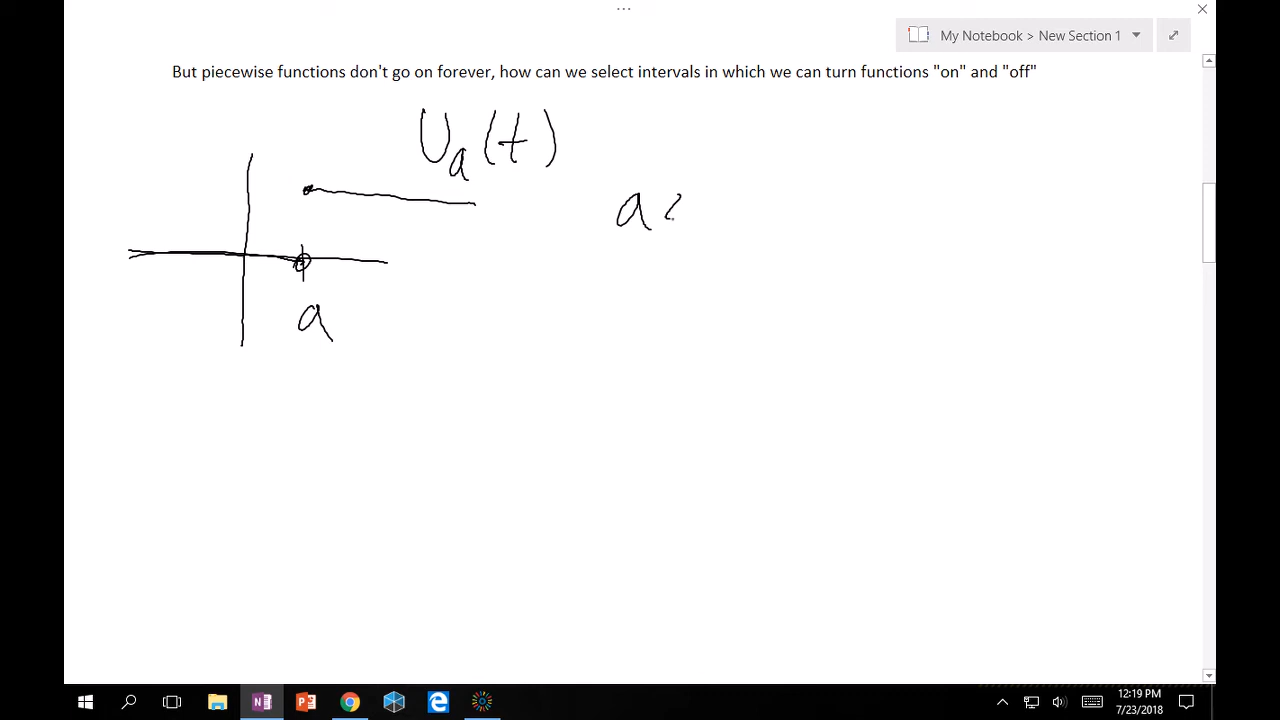 My Notebook > New Section 1
But piecewise functions don't go on forever, how can we select intervals in which we can turn functions "on" and "off"
U_a(t)
a <
a
12:19 PM
7/23/2018